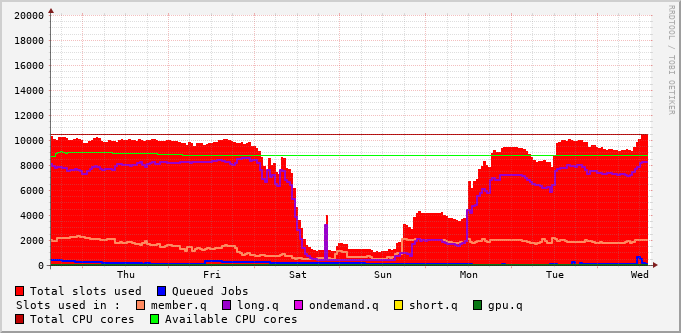 20000
18000
16000
14000
12000
10000
8000
6000
4000
2000
0
Thu Fri Sat Sun Mon Tue Wed
Total slots used Queued Jobs
Slots used in : member.q long.q ondemand.q short.q gpu.q
Total CPU cores Available CPU cores
RRDTOOL / TOBI OETIKER